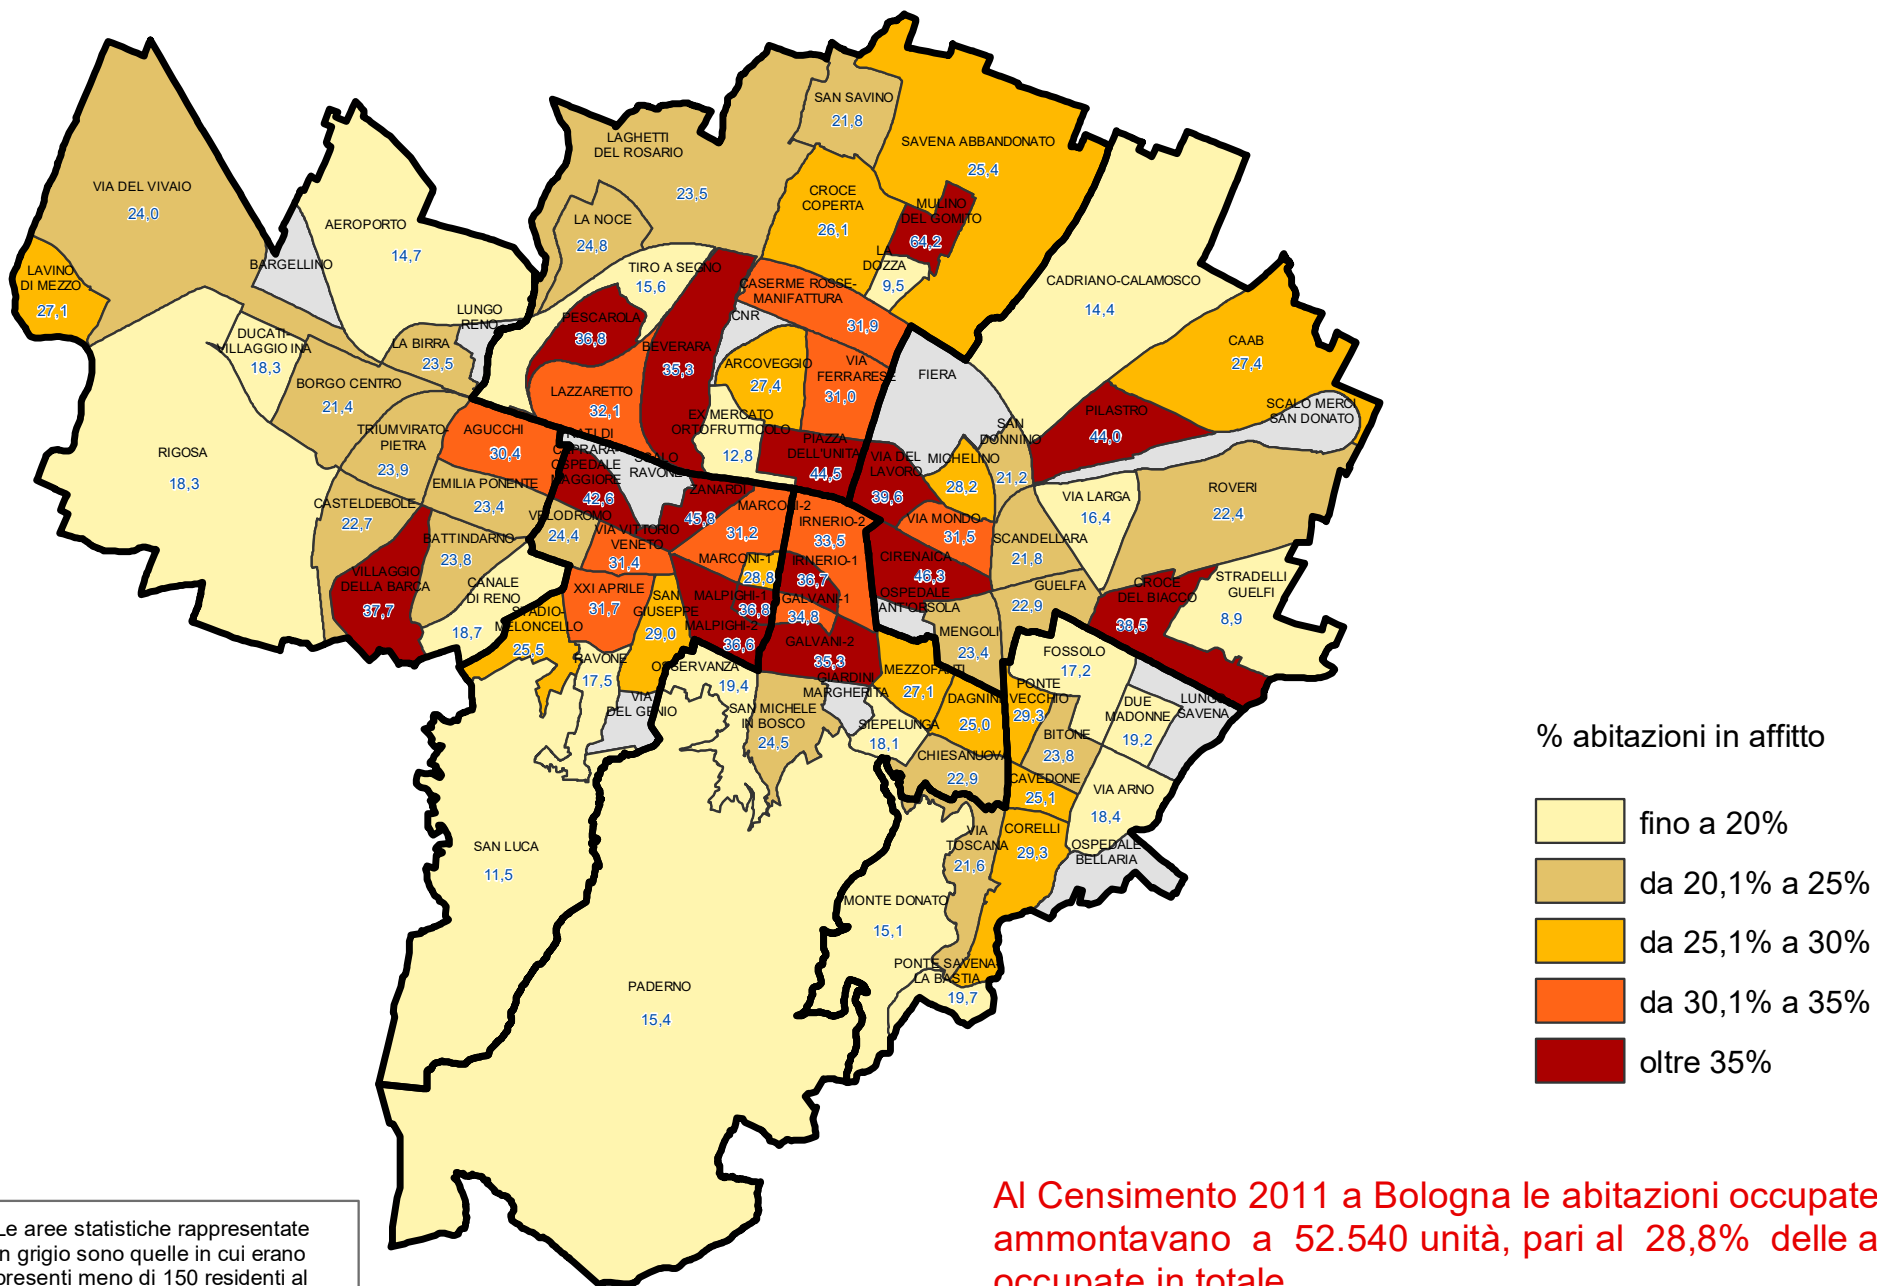 SAN SAVINO
21,8
SAVENA ABBANDONATO
25,4
LAGHETTI
DEL ROSARIO
23,5
VIA DEL VIVAIO
24,0
AEROPORTO
14,7
LA NOCE
24,8
CROCE
COPERTA
26,1
MULINO
DEL GOMITO
64,2
LA
DOZZA
9,5
BARGELLINO
LAVINO
DI MEZZO
27,1
TIRO A SEGNO
15,6
CASERME ROSSE-
MANIFATTURA
31,9
CADRIANO-CALAMOSCO
14,4
LUNGO
RENO
PESCAROLA
36,8
CNR
DUCATI-
VILLAGGIO INA
18,3
LA BIRRA
23,5
BEVERARA
35,3
ARCOVEGGIO
27,4
VIA
FERRARESE
31,0
FIERA
CAAB
27,4
BORGO CENTRO
21,4
LAZZARETTO
32,1
EX MERCATO
ORTOFRUTTICOLO
12,8
PILASTRO
44,0
SCALO MERCI
SAN DONATO
TRIUMVIRATO-
PIETRA
23,9
AGUCCHI
30,4
PIAZZA
DELL'UNITA'
44,5
SAN
DONNINO
21,2
RIGOSA
18,3
CAPRARA-
OSPEDALE
MAGGIORE
42,6
RAVONE
VIA DEL
LAVORO
39,6
MICHELINO
28,2
EMILIA PONENTE
23,4
ZANARDI
45,8
VIA LARGA
16,4
ROVERI
22,4
CASTELDEBOLE
22,7
VELODROMO
24,4
VIA VITTORIO
VENETO
31,4
MARCONI-2
31,2
IRNERIO-2
33,5
VIA MONDO
31,5
SCANDELLARA
21,8
BATTINDARNO
23,8
MARCONI-1
28,8
IRNERIO-1
36,7
CIRENAICA
46,3
VILLAGGIO
DELLA BARCA
37,7
CANALE
DI RENO
18,7
XXI APRILE
31,7
SAN
GIUSEPPE
29,0
MALPIGHI-1
36,8
GALVANI-1
34,8
OSPEDALE
SANT'ORSOLA
GUELFA
22,9
CROCE
DEL BIACCO
38,5
STRADELLI
GUELFI
8,9
STADIO-
MELONCELLO
25,5
MALPIGHI-2
36,6
GALVANI-2
35,3
MENGOLI
23,4
FOSSOLO
17,2
RAVONE
17,5
OSSERVANZA
19,4
GIARDINI
MARGHERITA
MEZZOFANTI
27,1
DAGNINI
25,0
PONTE
VECCHIO
29,3
DUE
MADONNE
19,2
LUNGO
SAVENA
VIA
DEL GENIO
SAN MICHELE
IN BOSCO
24,5
SIEPELUNGA
18,1
BITONE
23,8
CHIESANUOVA
22,9
CAVEDONE
25,1
VIA ARNO
18,4
SAN LUCA
11,5
VIA
TOSCANA
21,6
CORELLI
29,3
OSPEDALE
BELLARIA
MONTE DONATO
15,1
PONTE SAVENA-
LA BASTIA
19,7
PADERNO
15,4
% abitazioni in affitto
fino a 20%
da 20,1% a 25%
da 25,1% a 30%
da 30,1% a 35%
oltre 35%
Le aree statistiche rappresentate
in grigio sono quelle in cui erano
presenti meno di 150 residenti al
Al Censimento 2011 a Bologna le abitazioni occupate
ammontavano a 52.540 unità, pari al 28,8% delle a
occupate in totale